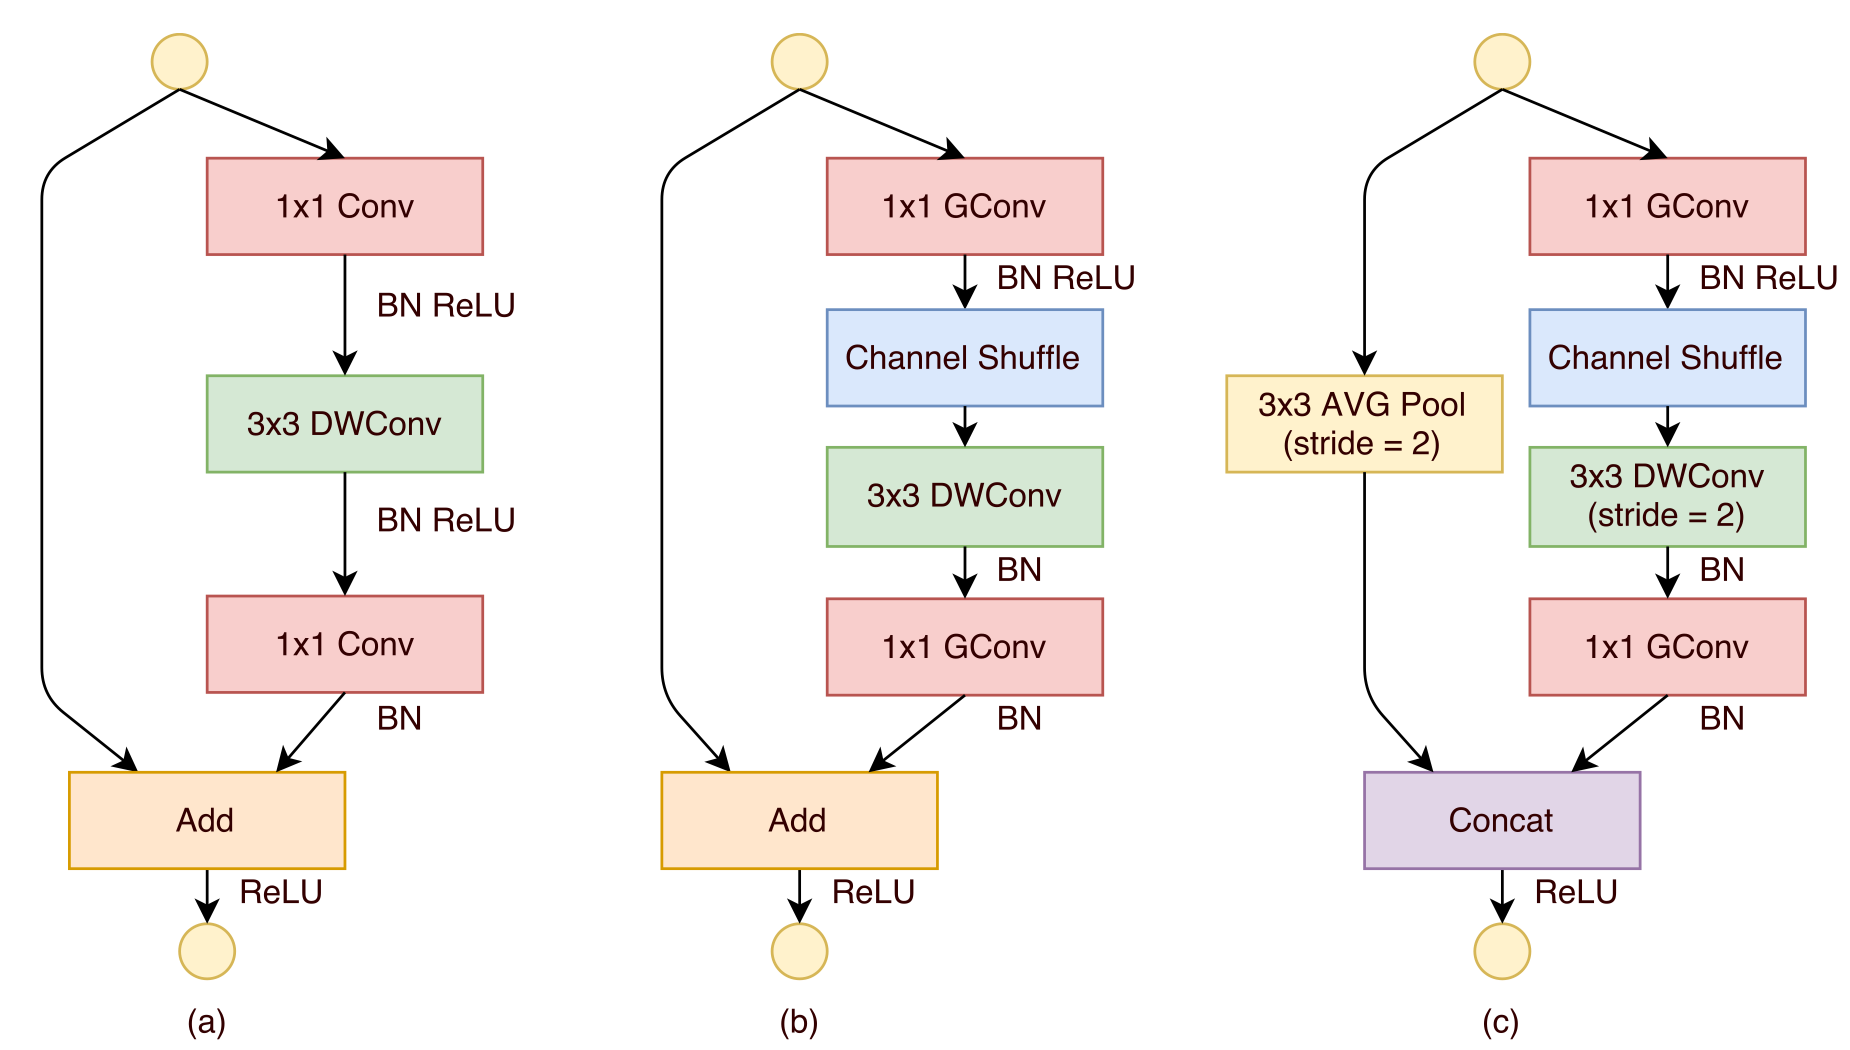 1x1 Conv
BN ReLU
3x3 DWConv
BN ReLU
1x1 Conv
BN
Add
ReLU
(a)
1x1 GConv
BN ReLU
Channel Shuffle
3x3 DWConv
BN
1x1 GConv
BN
Add
ReLU
(b)
3x3 AVG Pool
(stride = 2)
1x1 GConv
BN ReLU
Channel Shuffle
3x3 DWConv
(stride = 2)
BN
1x1 GConv
BN
Concat
ReLU
(c)